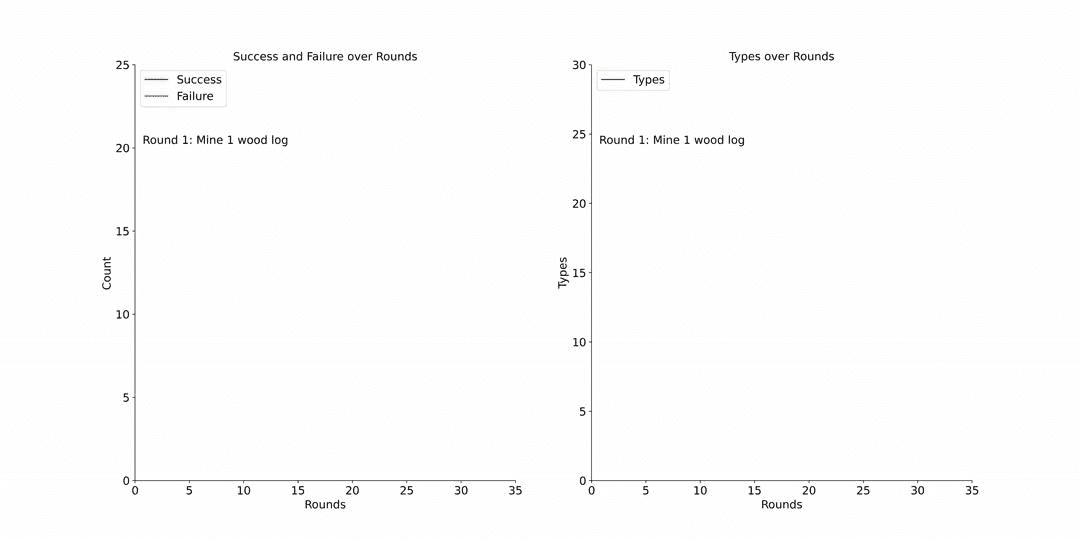 Success and Failure over Rounds
25
Success
Failure
Round 1: Mine 1 wood log
20
15
Count
10
5
0
0 5 10 15 20 25 30 35
Rounds
Types over Rounds
30
Types
25
Round 1: Mine 1 wood log
20
Types
15
10
5
0
0 5 10 15 20 25 30 35
Rounds